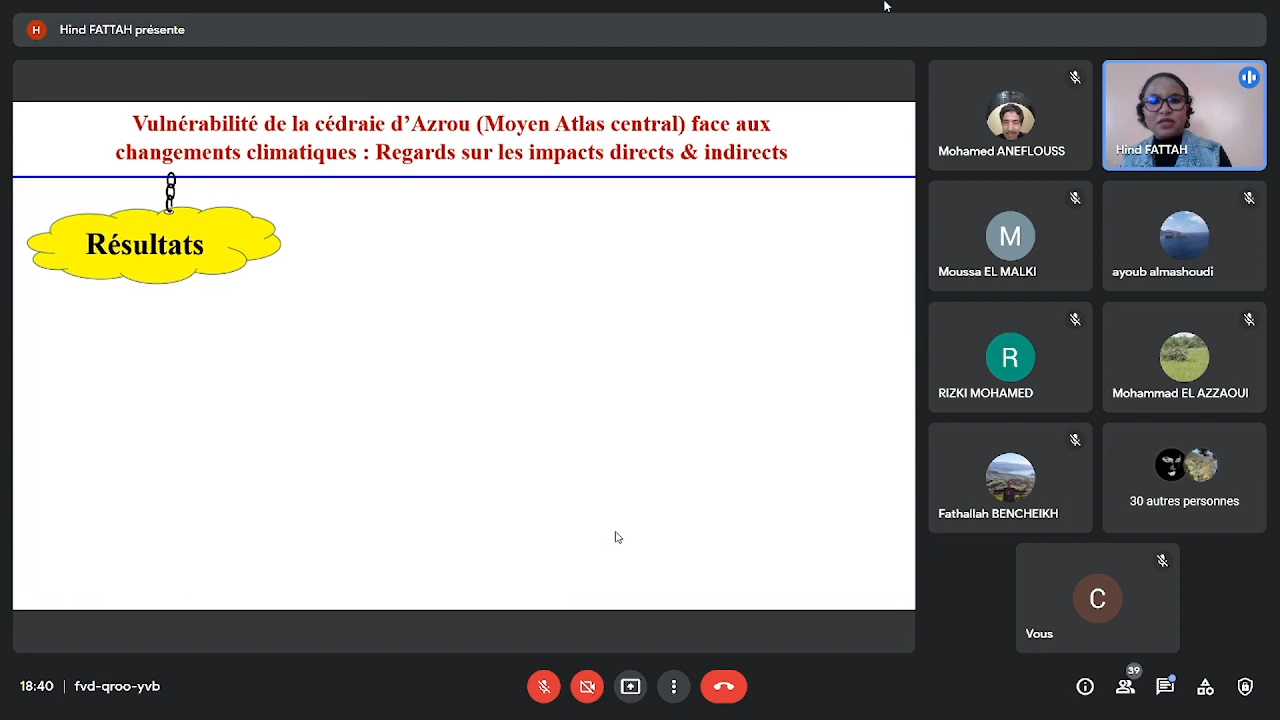 H
Hind FATTAH présente
Vulnérabilité de la cédraie d’Azrou (Moyen Atlas central) face aux
changements climatiques : Regards sur les impacts directs & indirects
Résultats
Mohamed ANEFLOUSS
Hind FATTAH
M
Moussa EL MALKI
ayoub almashoudi
R
RIZKI MOHAMED
Mohammad EL AZZAOUI
Fathallah BENCHEIKH
30 autres personnes
C
Vous
18:40 | fvd-qroo-yvb
39